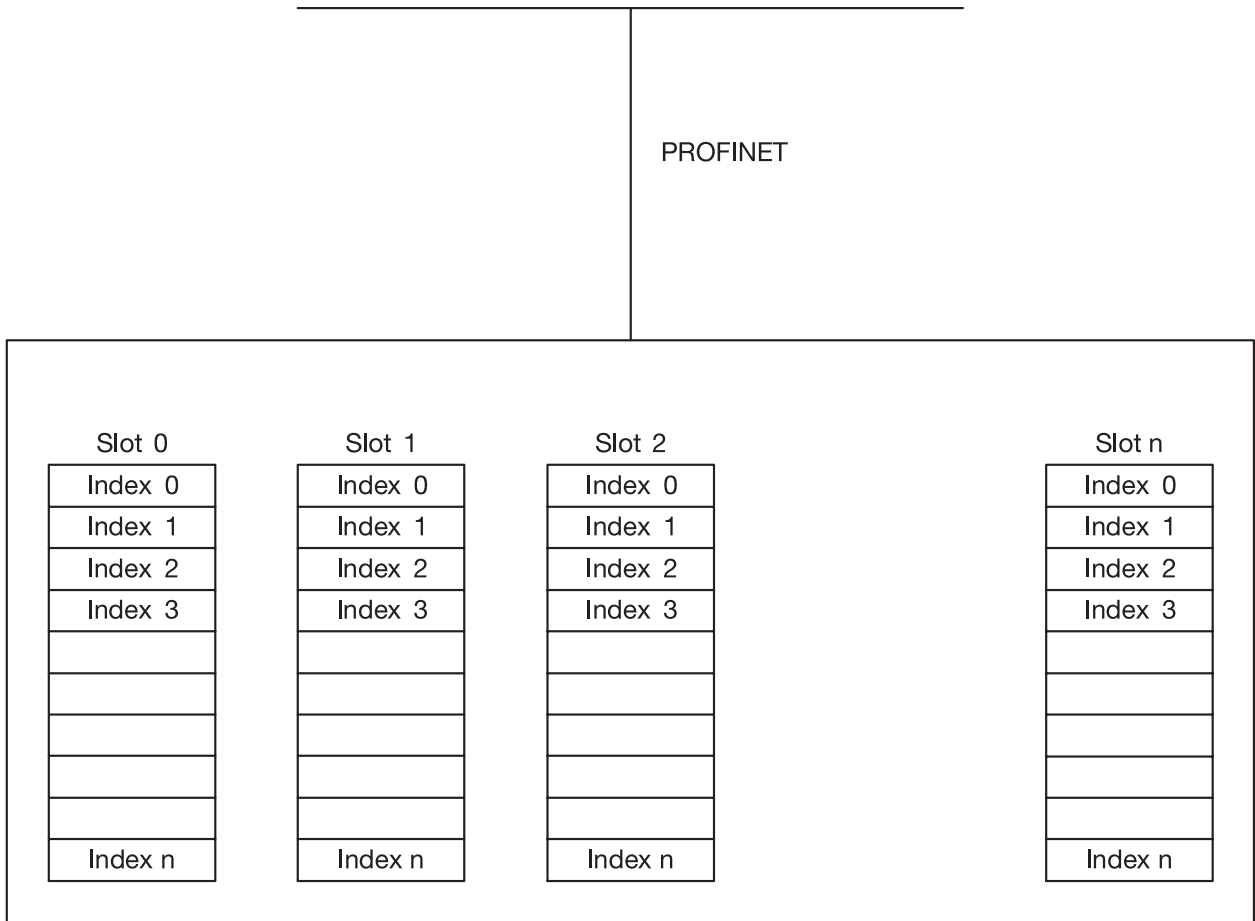 PROFINET
Slot 0 Slot 1 Slot 2 Slot n
Index 0 Index 0 Index 0 Index 0
Index 1 Index 1 Index 1 Index 1
Index 2 Index 2 Index 2 Index 2
Index 3 Index 3 Index 3 Index 3
Index n Index n Index n Index n